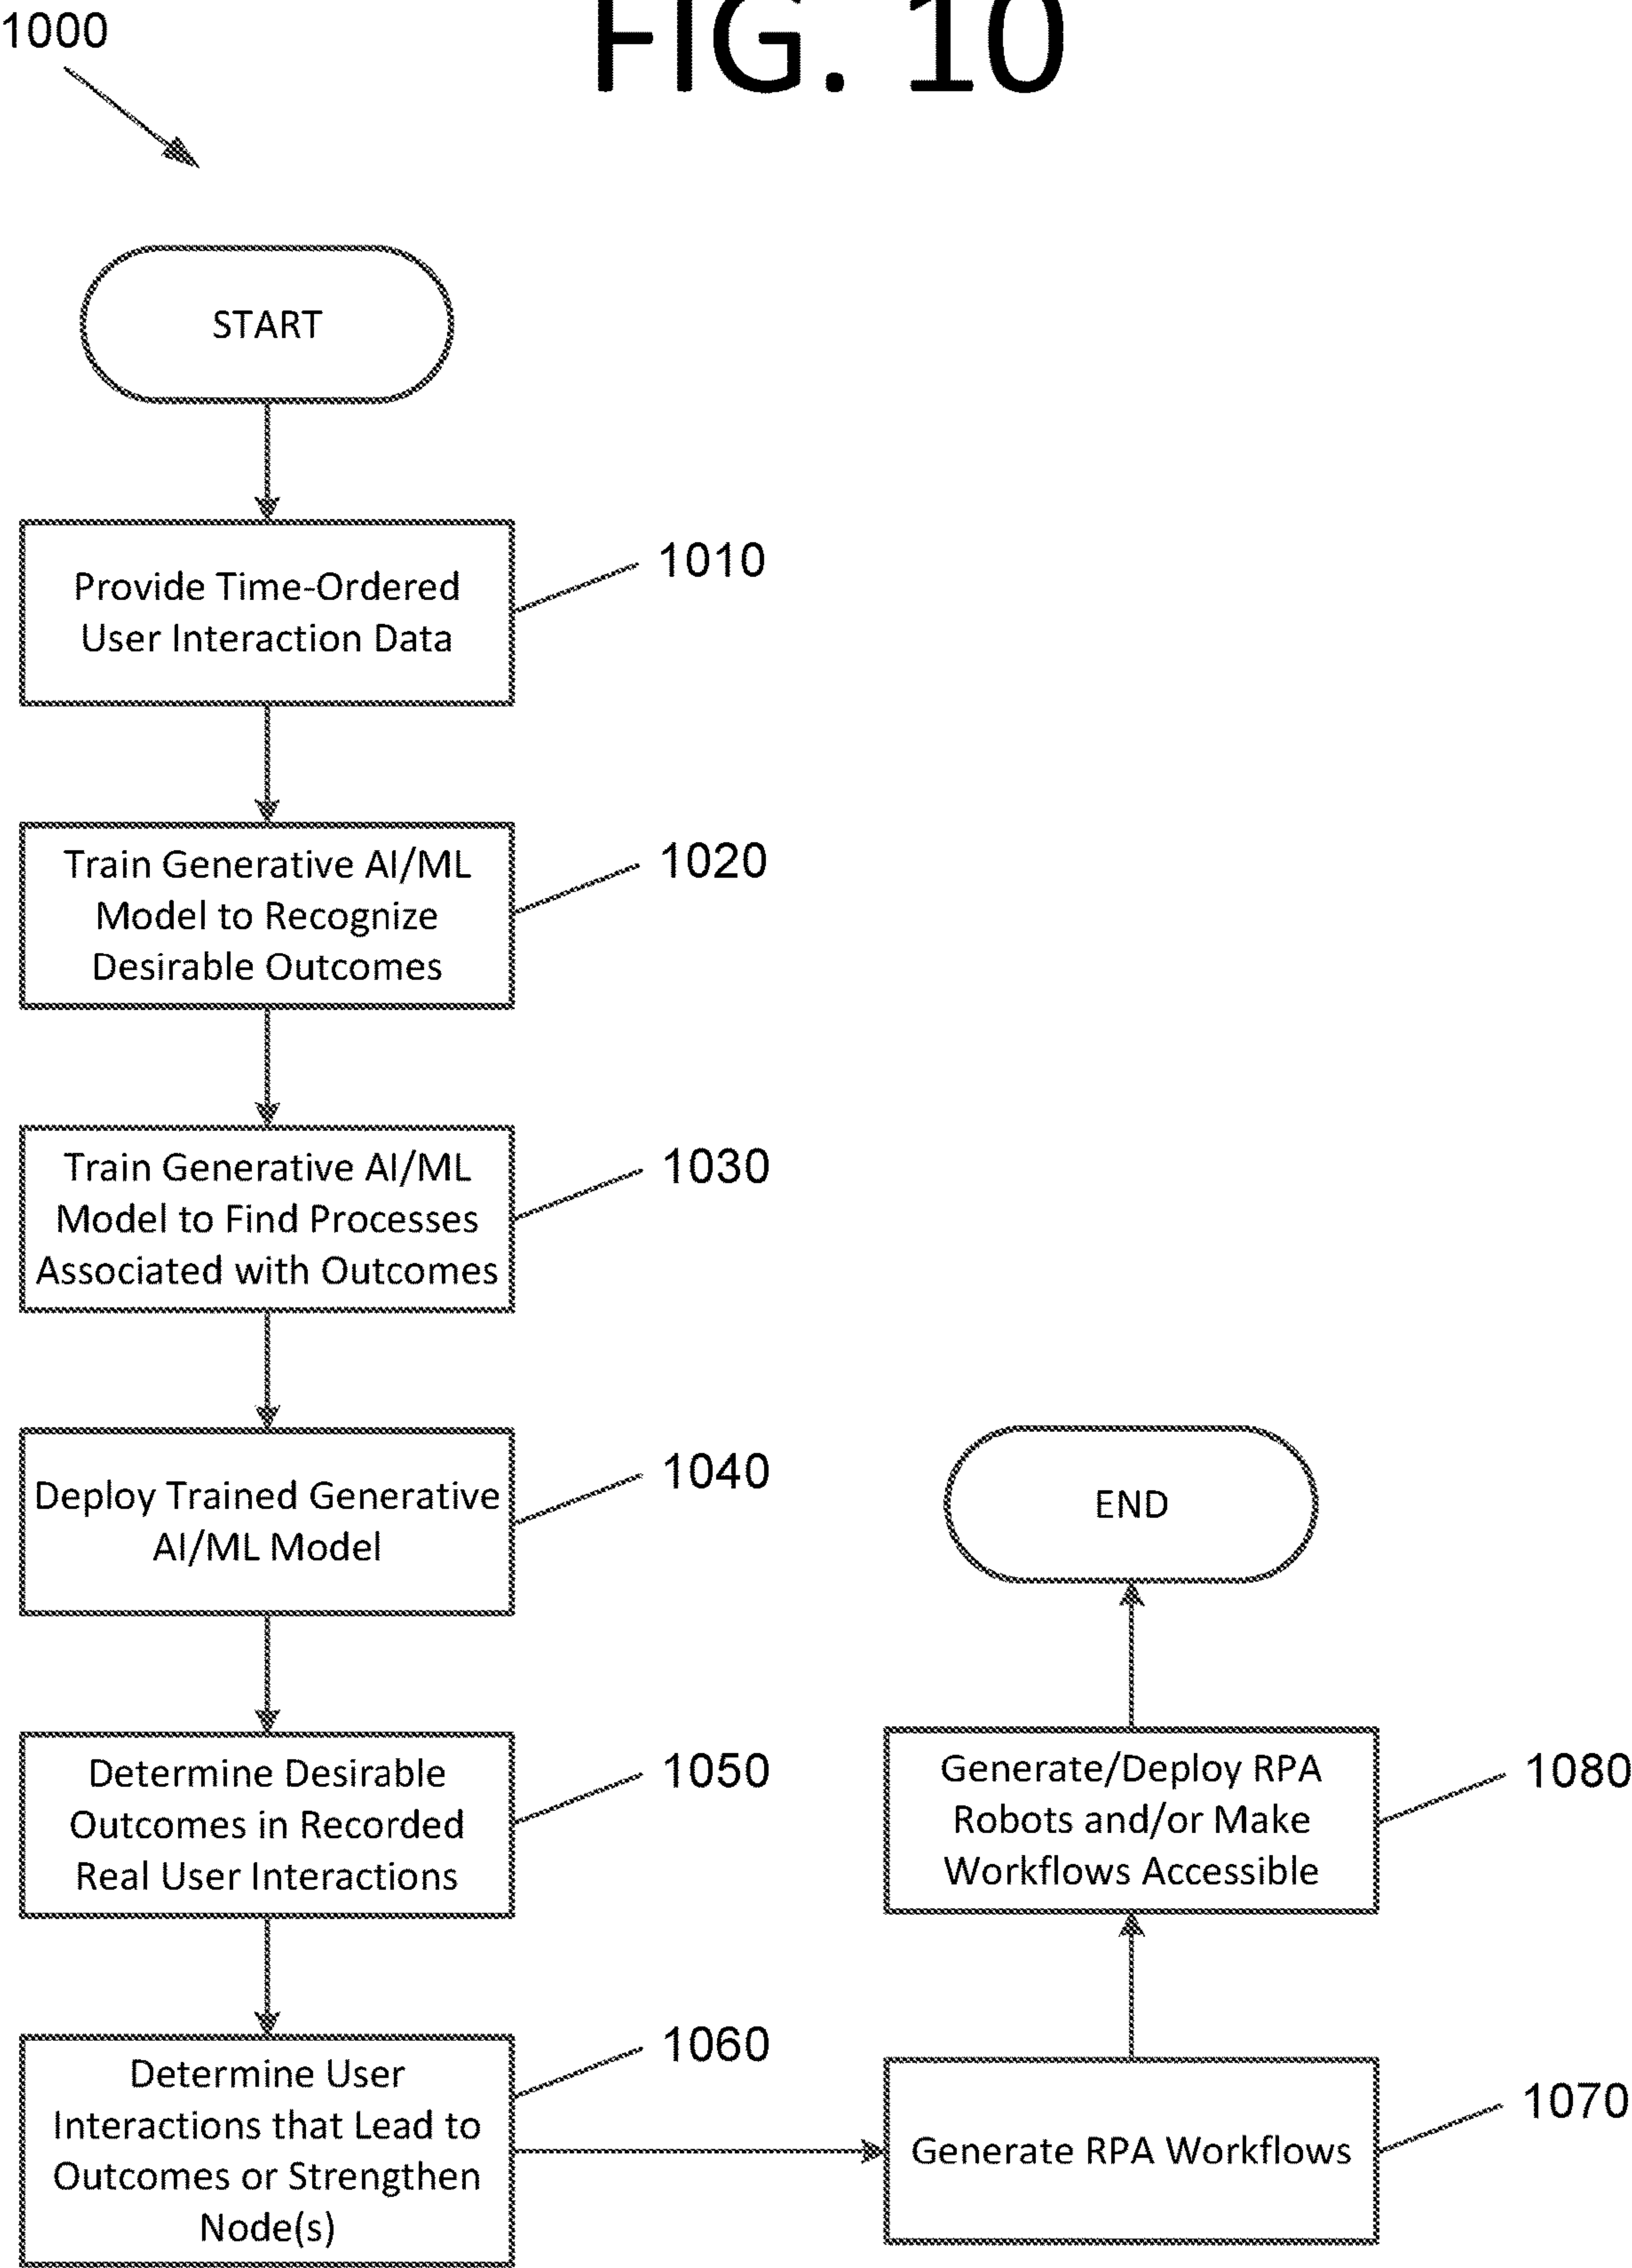 1000
FIG. 10
START
Provide Time-Ordered
User Interaction Data
1010
Train Generative AI/ML
Model to Recognize
Desirable Outcomes
1020
Train Generative AI/ML
Model to Find Processes
Associated with Outcomes
1030
Deploy Trained Generative
AI/ML Model
1040
Determine Desirable
Outcomes in Recorded
Real User Interactions
1050
Determine User
Interactions that Lead to
Outcomes or Strengthen
Node(s)
1060
Generate RPA Workflows
1070
Generate/Deploy RPA
Robots and/or Make
Workflows Accessible
1080
END